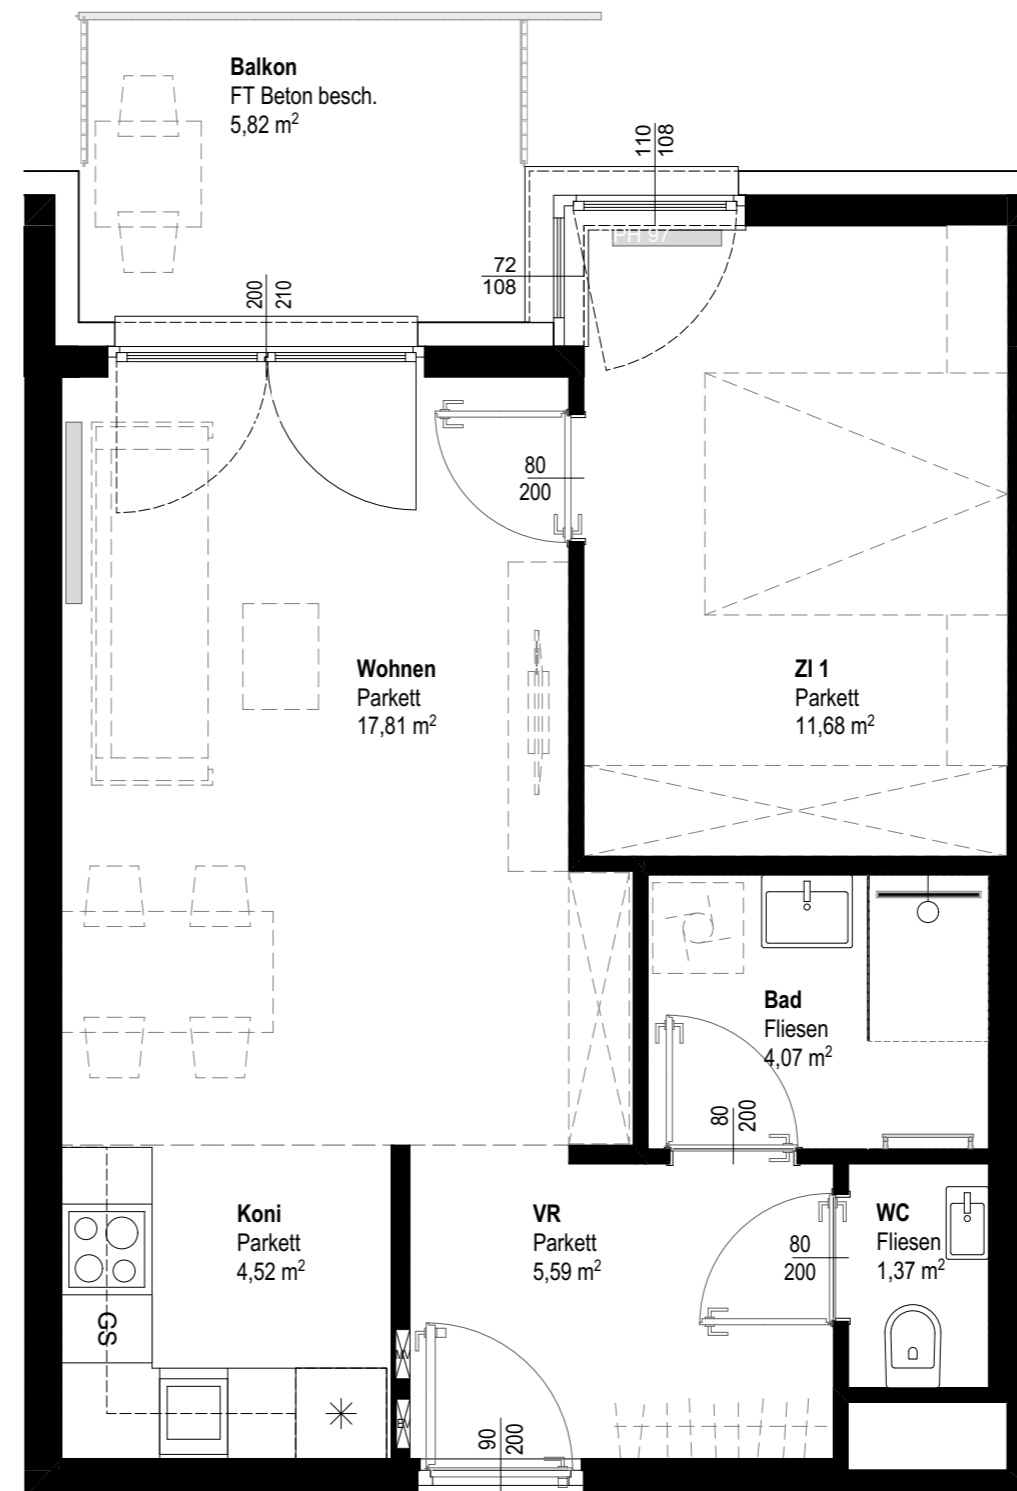 Balkon
FT Beton besch.
5,82 m²
110
108
PH 97
72
108
200
210
80
200
Wohnen
Parkett
17,81 m²
ZI 1
Parkett
11,68 m²
Bad
Fliesen
4,07 m²
80
200
Koni
Parkett
4,52 m²
VR
Parkett
5,59 m²
80
200
WC
Fliesen
1,37 m²
GS
90
200